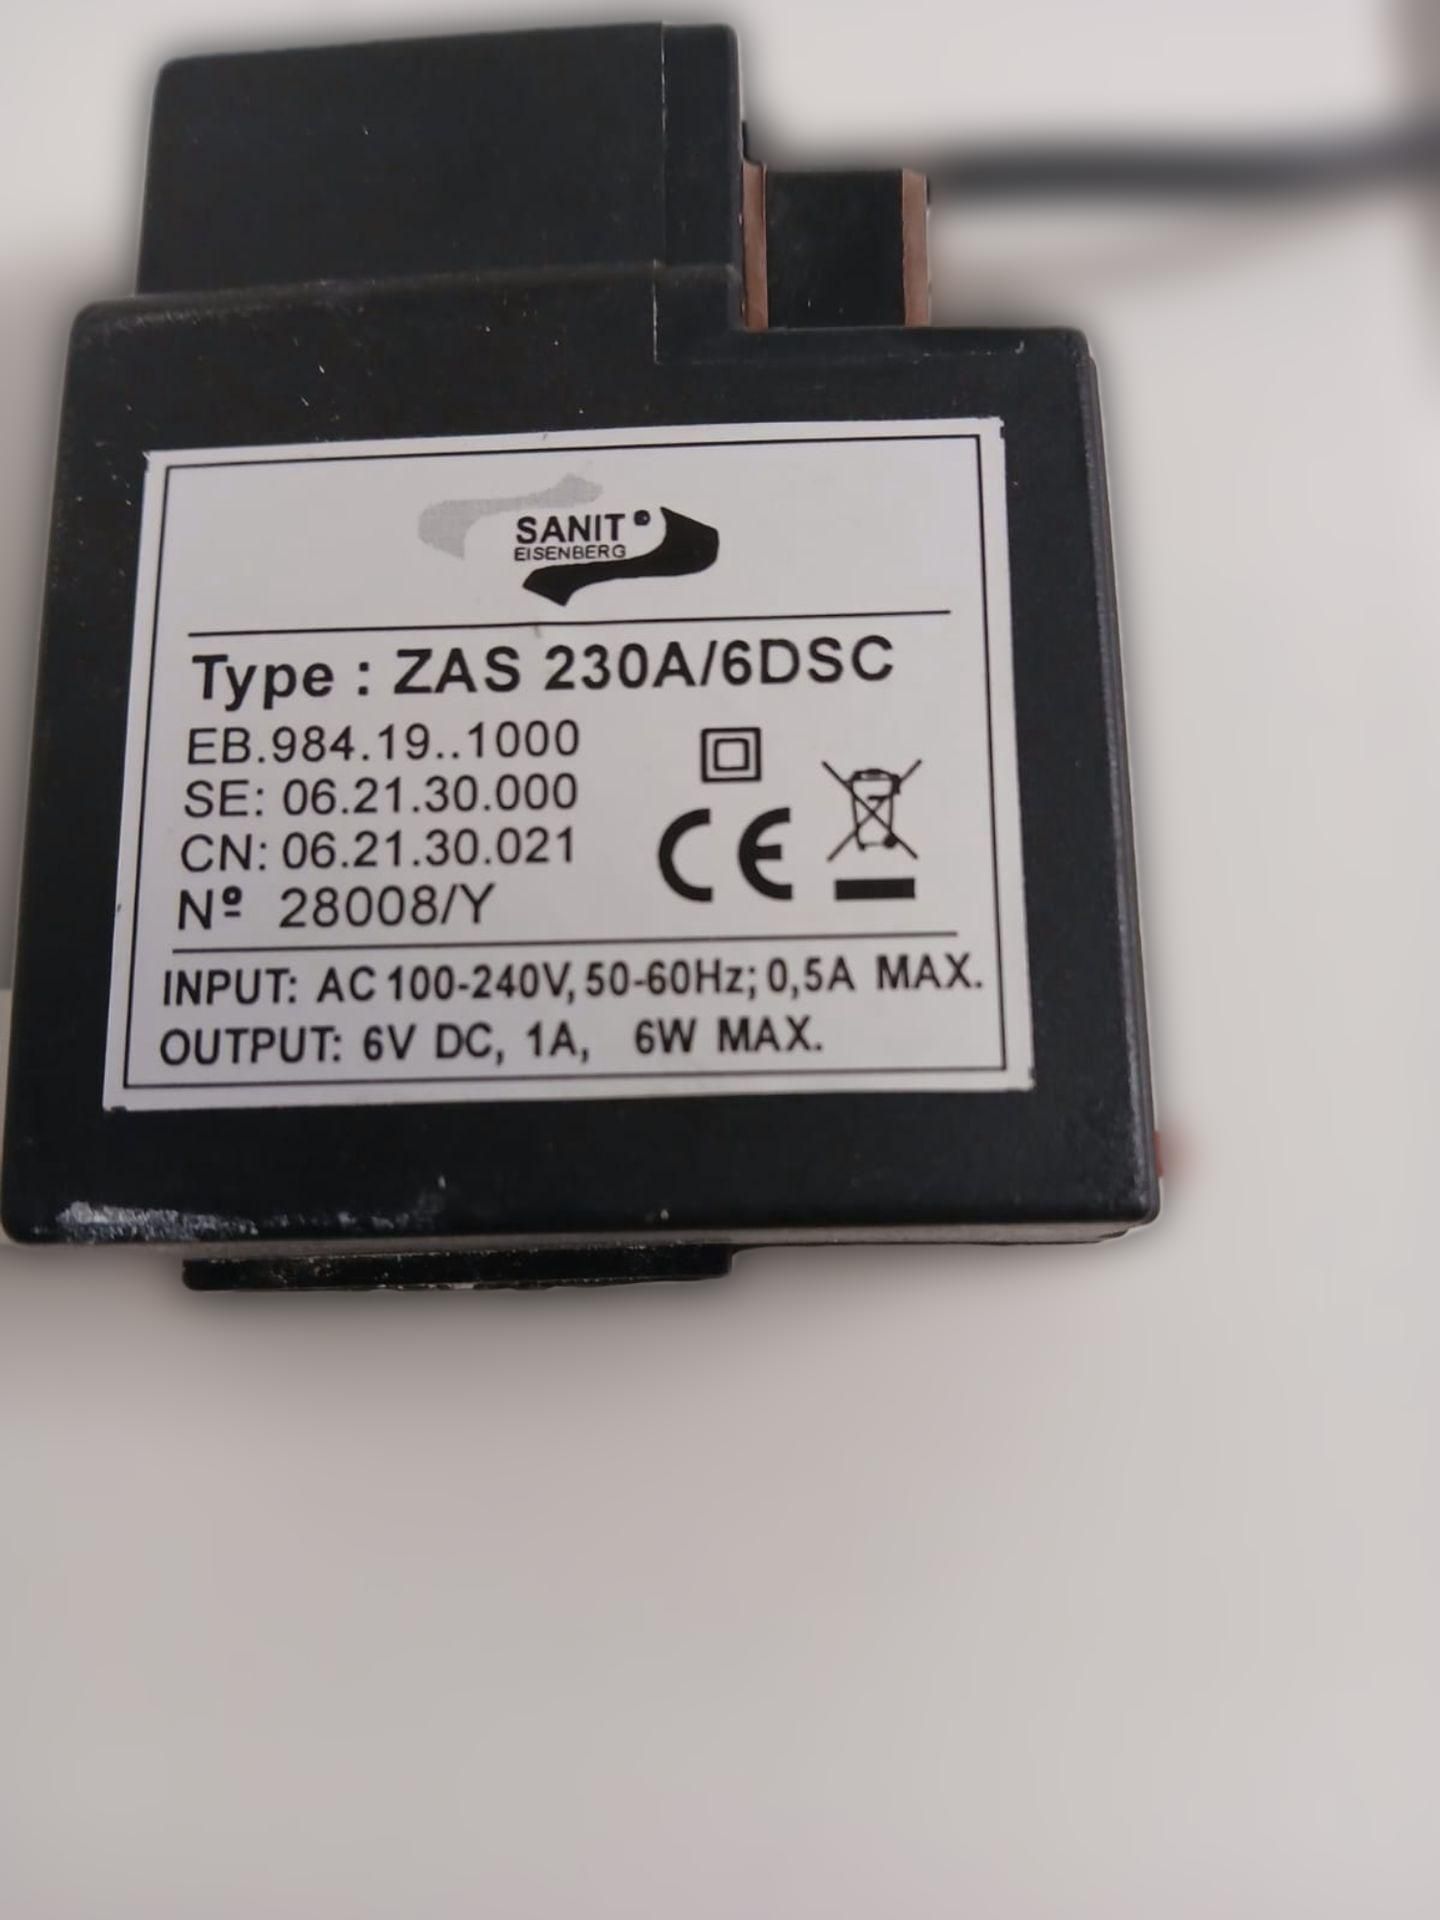 SANIT
EISENBERG
Type : ZAS 230A/6DSC
EB.984.19..1000
SE: 06.21.30.000
CN: 06.21.30.021
Nº 28008/Y
CE
INPUT: AC 100-240V, 50-60Hz; 0,5A MAX.
OUTPUT: 6V DC, 1A, 6W MAX.